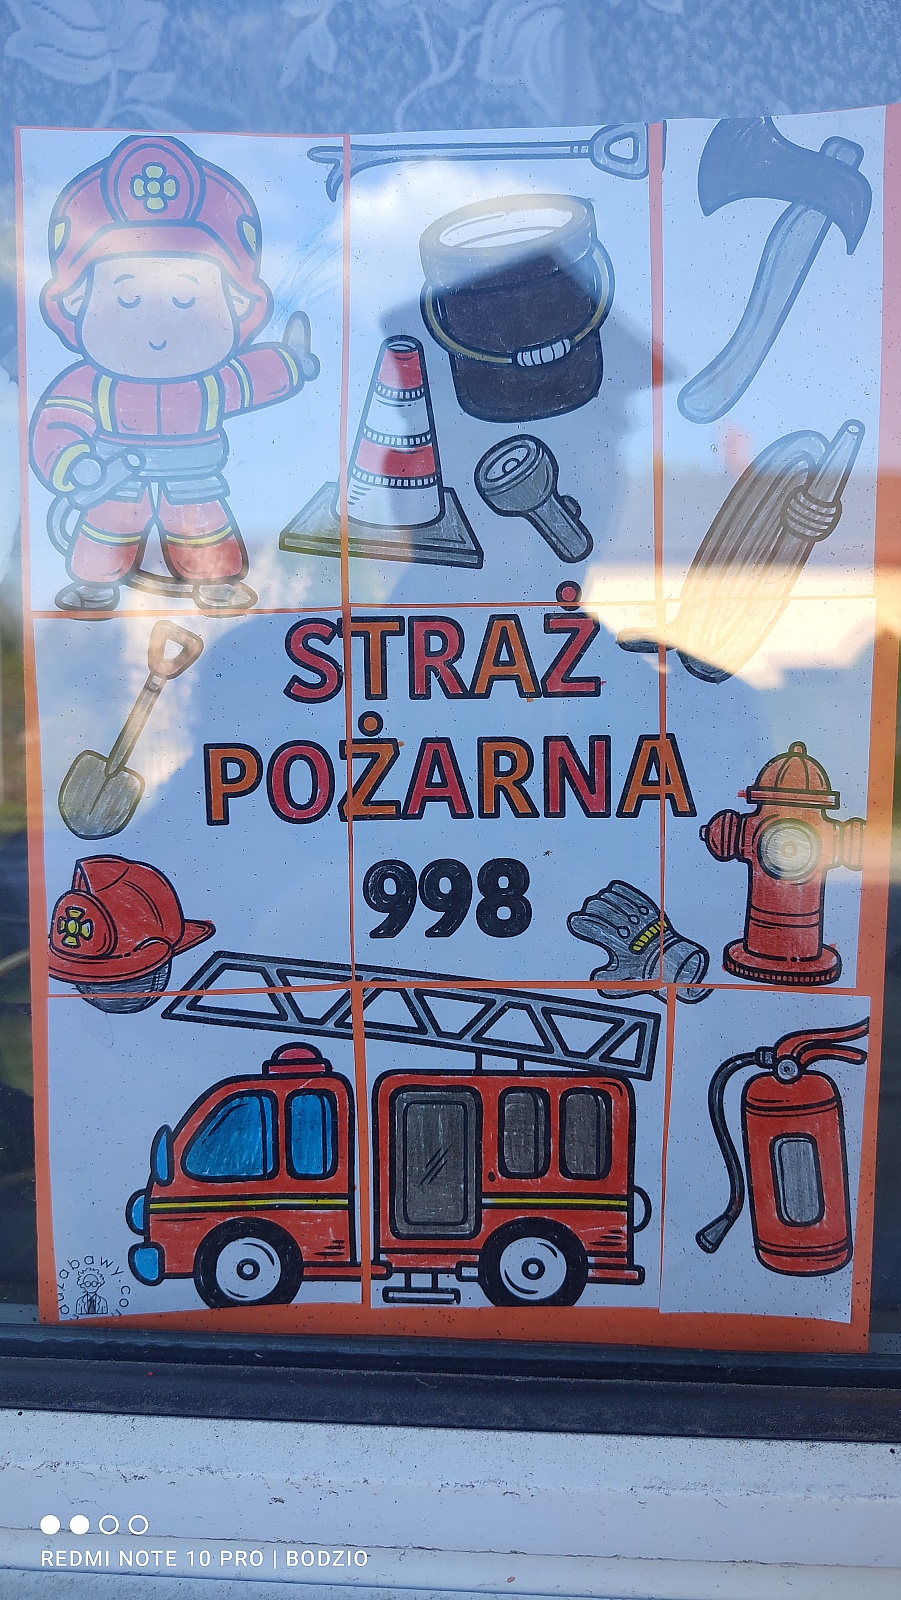 STRAŻ
POŻARNA
998
REDMI NOTE 10 PRO | BODZIO